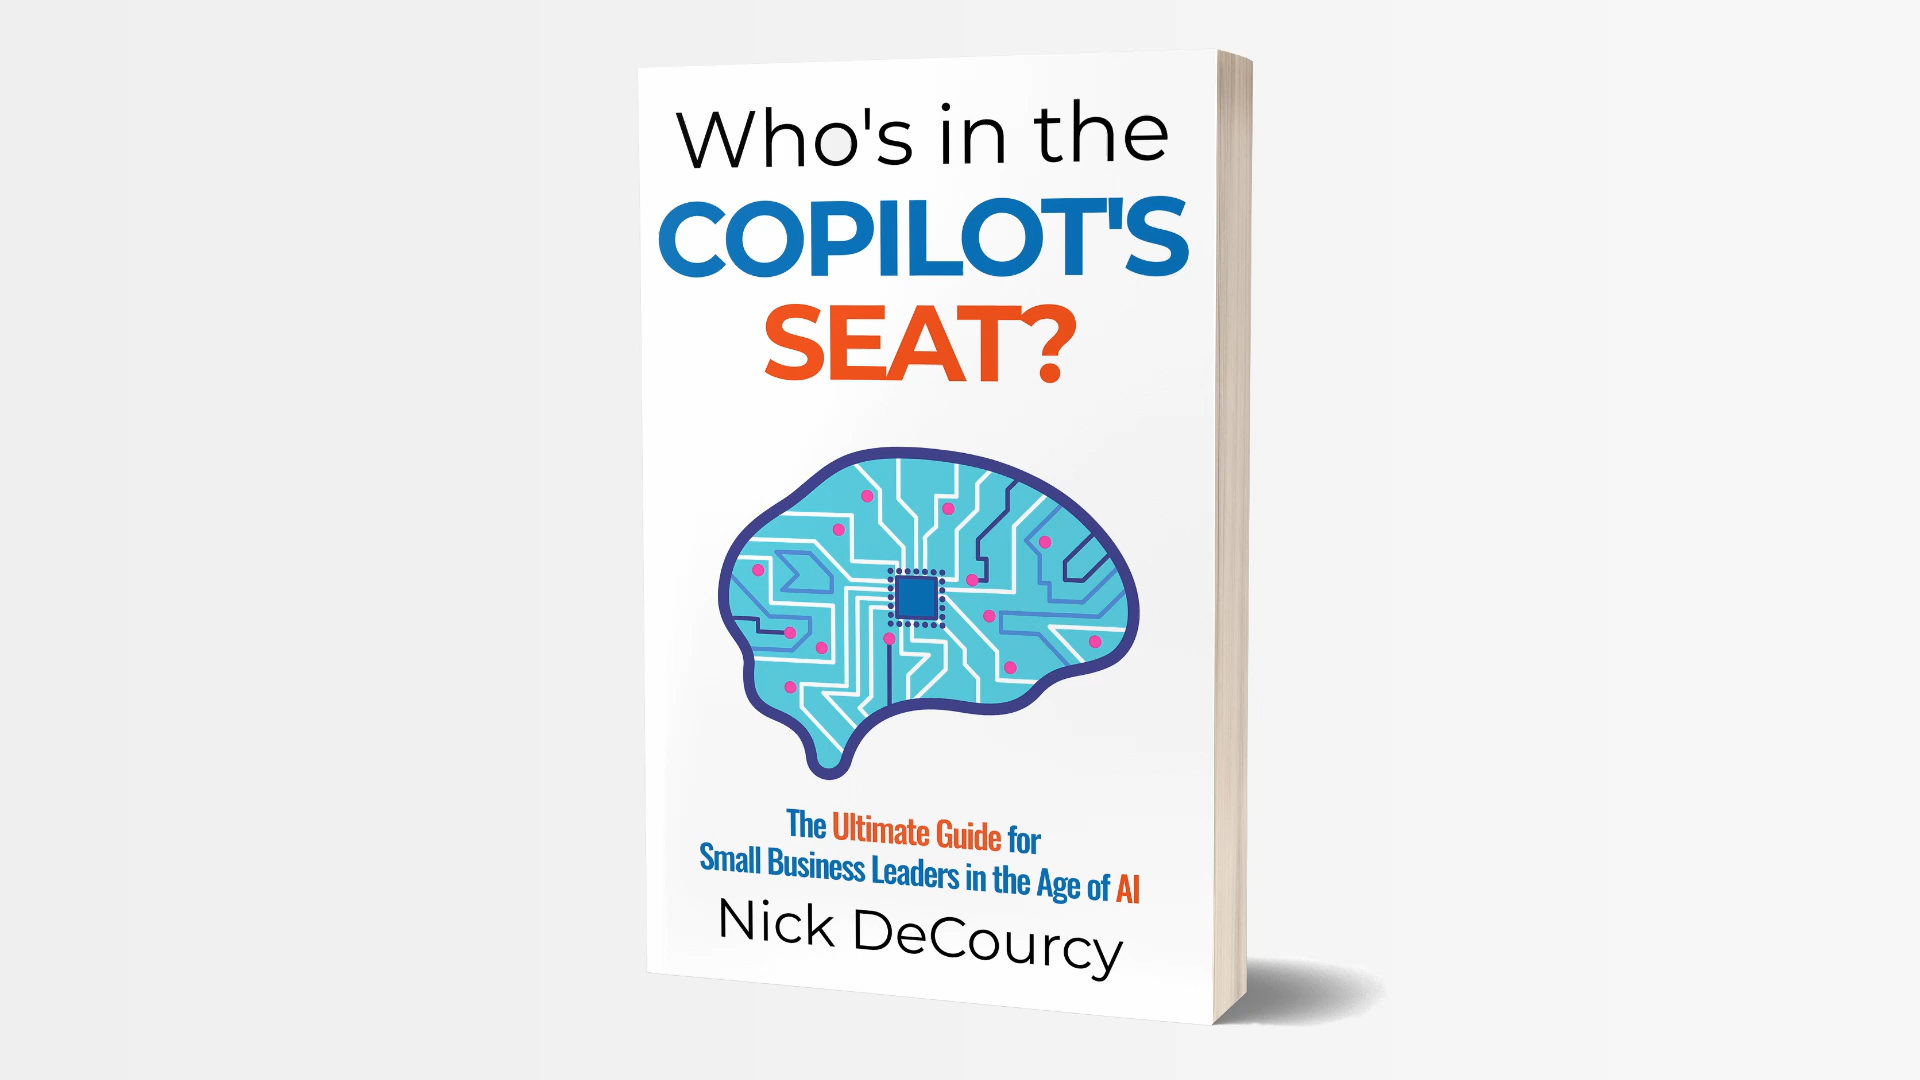 Who's in the
COPILOT'S
SEAT?
The Ultimate Guide for
Small Business Leaders in the Age of AI
Nick DeCourcy